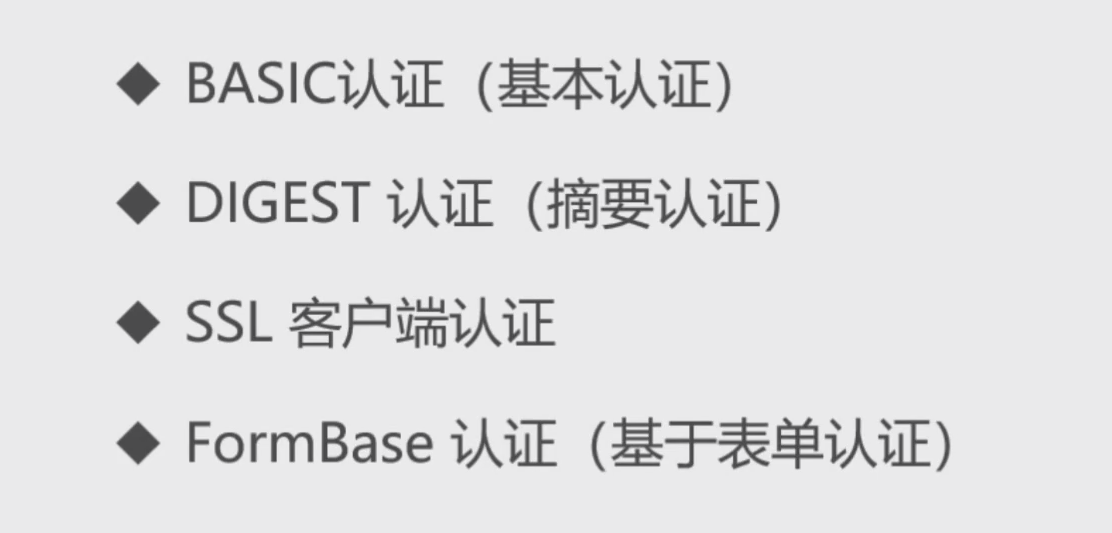 ◆ BASIC认证（基本认证）
◆ DIGEST 认证（摘要认证）
◆ SSL 客户端认证
◆ FormBase 认证（基于表单认证）